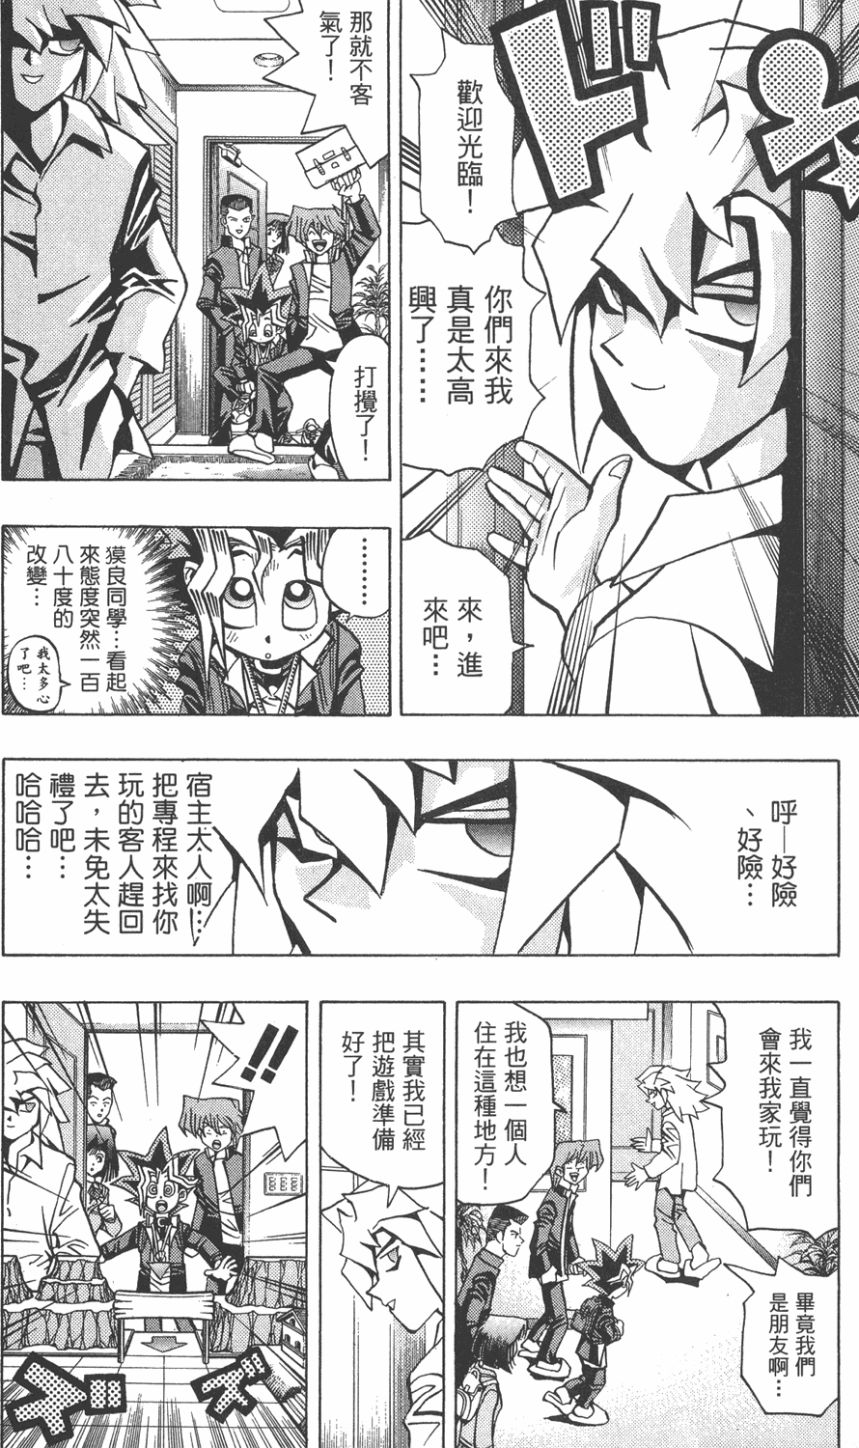 歡迎光臨！
你們來我
真是太高
興了……
來，進
來吧…
那就不客
氣了！
打攪了！
………
獏良同學…看起
來態度突然一百
八十度的
改變…
我太多心
了吧…
呼—好險
、好險…
宿主大人啊…
把專程來找你
玩的客人趕回
去，未免太失
禮了吧…
哈哈哈…
我一直覺得你們
會來我家玩！
畢竟我們
是朋友啊…
我也想一個人
住在這種地方！
其實我已經
把遊戲準備
好了！
!!